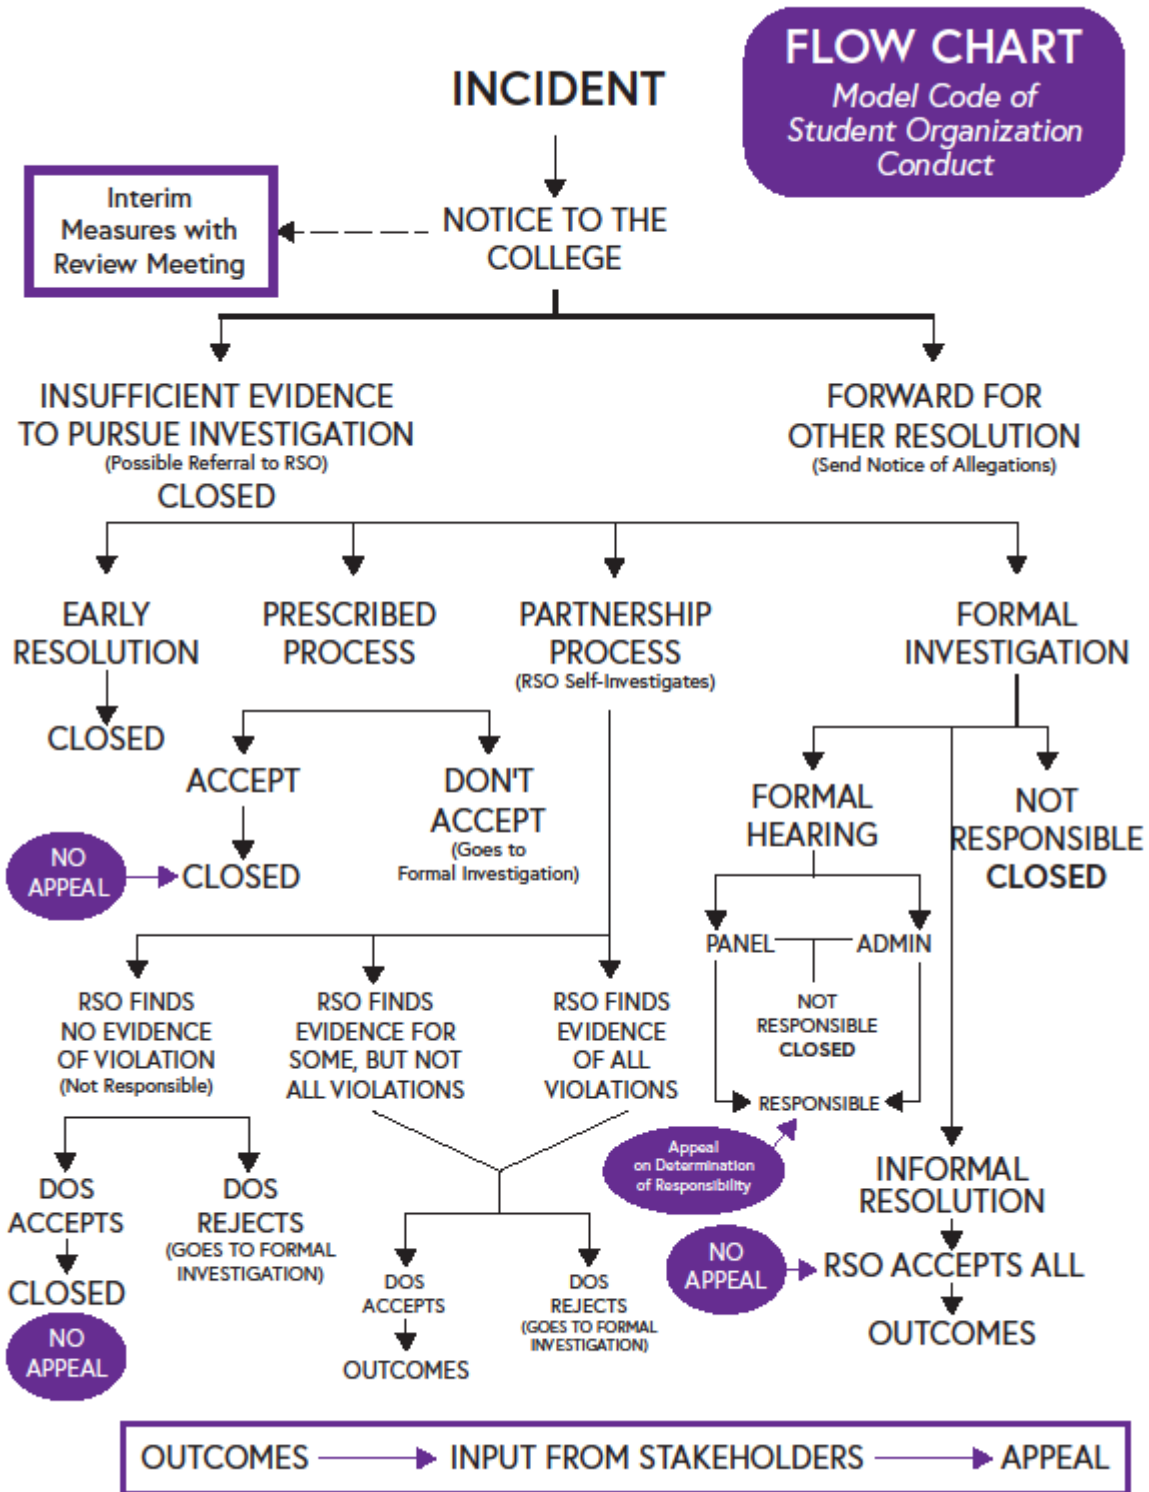 FLOW CHART
Model Code of
Student Organization
Conduct
INCIDENT
Interim
Measures with
Review Meeting
NOTICE TO THE
COLLEGE
INSUFFICIENT EVIDENCE
TO PURSUE INVESTIGATION
(Possible Referral to RSO)
CLOSED
FORWARD FOR
OTHER RESOLUTION
(Send Notice of Allegations)
EARLY
RESOLUTION
CLOSED
PRESCRIBED
PROCESS
PARTNERSHIP
PROCESS
(RSO Self-Investigates)
FORMAL
INVESTIGATION
ACCEPT
DON'T
ACCEPT
(Goes to
Formal Investigation)
NO
APPEAL
CLOSED
FORMAL
HEARING
NOT
RESPONSIBLE
CLOSED
PANEL
ADMIN
NOT
RESPONSIBLE
CLOSED
RESPONSIBLE
RSO FINDS
NO EVIDENCE
OF VIOLATION
(Not Responsible)
RSO FINDS
EVIDENCE FOR
SOME, BUT NOT
ALL VIOLATIONS
RSO FINDS
EVIDENCE
OF ALL
VIOLATIONS
Appeal
on Determination
of Responsibility
DOS
ACCEPTS
CLOSED
NO
APPEAL
DOS
REJECTS
(GOES TO FORMAL
INVESTIGATION)
DOS
ACCEPTS
OUTCOMES
DOS
REJECTS
(GOES TO FORMAL
INVESTIGATION)
INFORMAL
RESOLUTION
NO
APPEAL
RSO ACCEPTS ALL
OUTCOMES
OUTCOMES INPUT FROM STAKEHOLDERS APPEAL